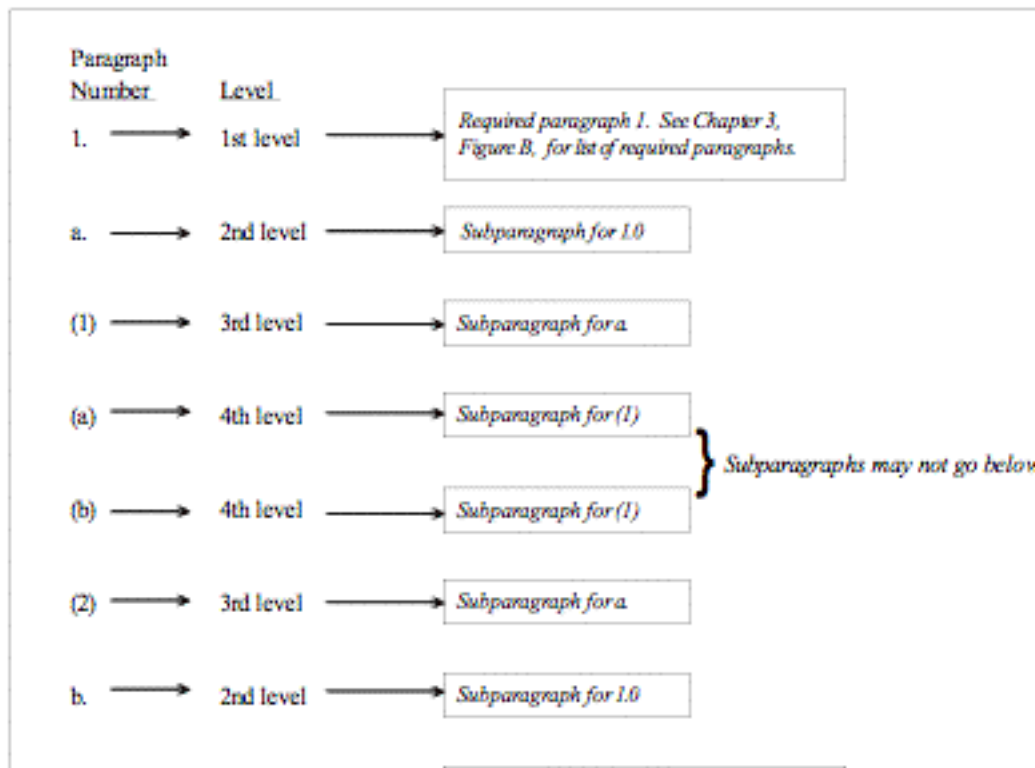 Paragraph
Number Level
1. 1st level Required paragraph 1. See Chapter 3,
Figure B, for list of required paragraphs.
a. 2nd level Subparagraph for 1.0
(1) 3rd level Subparagraph for a.
(a) 4th level Subparagraph for (1)
Subparagraphs may not go below
(b) 4th level Subparagraph for (1)
(2) 3rd level Subparagraph for a.
b. 2nd level Subparagraph for 1.0